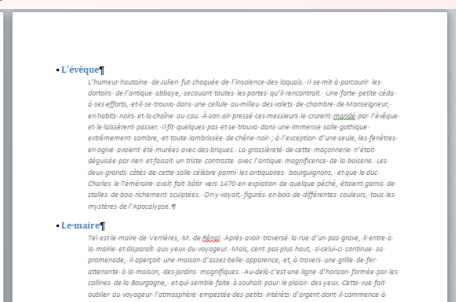 L'évêque¶
L'humeur hautaine de Julien fut choquée de l'insolence des laquais. Il se mit à parcourir les
dortoirs de l'antique abbaye, secouant toutes les portes qu'il rencontrait. Une fort petite céda
à ses efforts, et il se trouva dans une cellule au milieu des valets de chambre de Monseigneur,
en habits noirs et la chaîne au cou. À son air pressé ces messieurs le crurent mandé par l'évêque
et le laissèrent passer. Il fit quelques pas et se trouva dans une immense salle gothique
extrêmement sombre, et toute lambrissée de chêne noir ; à l'exception d'une seule, les fenêtres
en ogive avaient été murées avec des briques. La grossièreté de cette maçonnerie n'était
déguisée par rien et faisait un triste contraste avec l'antique magnificence de la boiserie. Les
deux grands côtés de cette salle célèbre parmi les antiquaires bourguignons, et que le duc
Charles le Téméraire avait fait bâtir vers 1470 en expiation de quelque péché, étaient garnis de
stalles de bois richement sculptées. On y voyait, figurés en bois de différentes couleurs, tous les
mystères de l'Apocalypse.¶
Le maire¶
Tel est le maire de Verrières, M. de Rênal. Après avoir traversé la rue d'un pas grave, il entre à
la mairie et disparaît aux yeux du voyageur. Mais, cent pas plus haut, si celui-ci continue sa
promenade, il aperçoit une maison d'assez belle apparence, et, à travers une grille de fer
attenante à la maison, des jardins magnifiques. Au-delà c'est une ligne d'horizon formée par les
collines de la Bourgogne, et qui semble faite à souhait pour le plaisir des yeux. Cette vue fait
oublier au voyageur l'atmosphère empestée des petits intérêts d'argent dont il commence à